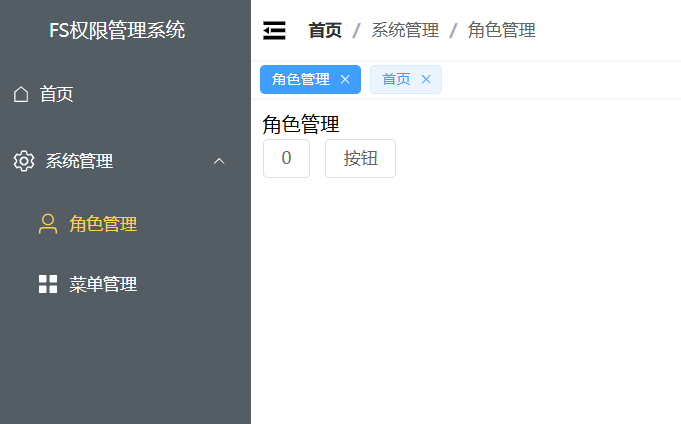 FS权限管理系统
首页
系统管理
角色管理
菜单管理
首页 / 系统管理 / 角色管理
角色管理 首页
角色管理
0 按钮